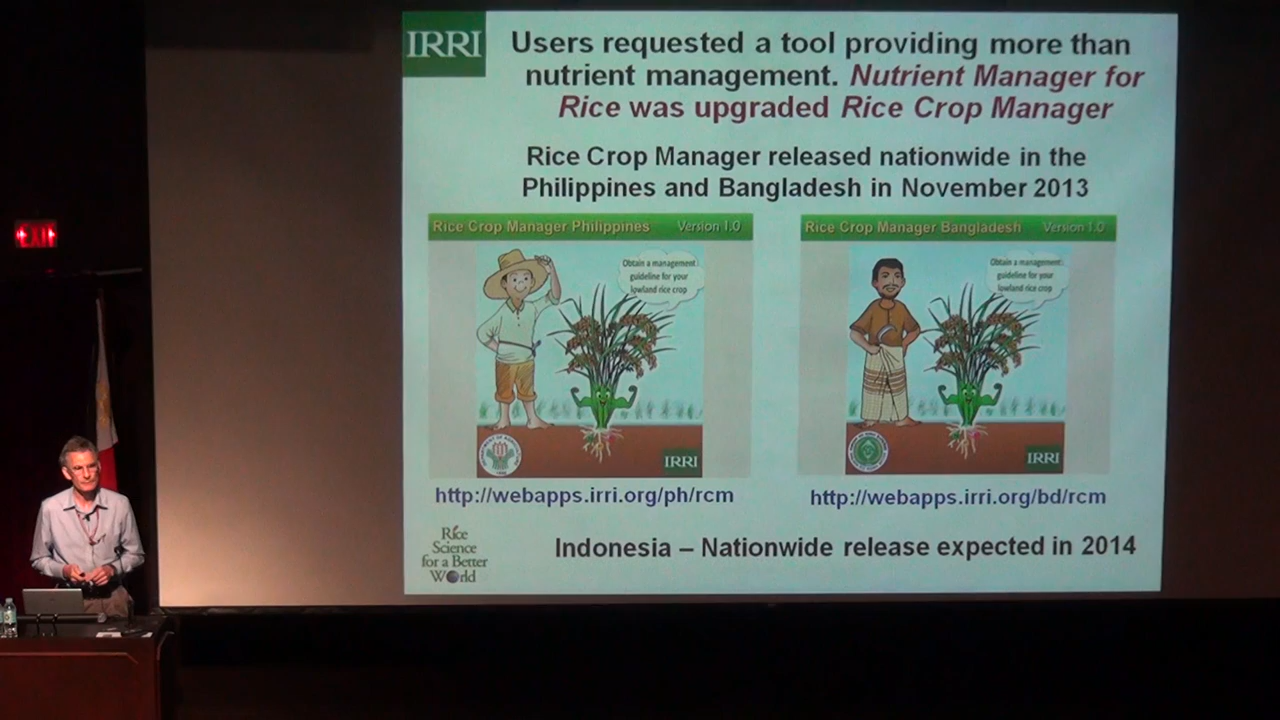 EXIT
IRRI
Users requested a tool providing more than
nutrient management. Nutrient Manager for
Rice was upgraded Rice Crop Manager
Rice Crop Manager released nationwide in the
Philippines and Bangladesh in November 2013
Rice Crop Manager Philippines Version 1.0
Obtain a management
guideline for your
lowland rice crop
IRRI
http://webapps.irri.org/ph/rcm
Rice Crop Manager Bangladesh Version 1.0
Obtain a management
guideline for your
lowland rice crop
IRRI
http://webapps.irri.org/bd/rcm
Rice
Science
for a Better
World
Indonesia – Nationwide release expected in 2014